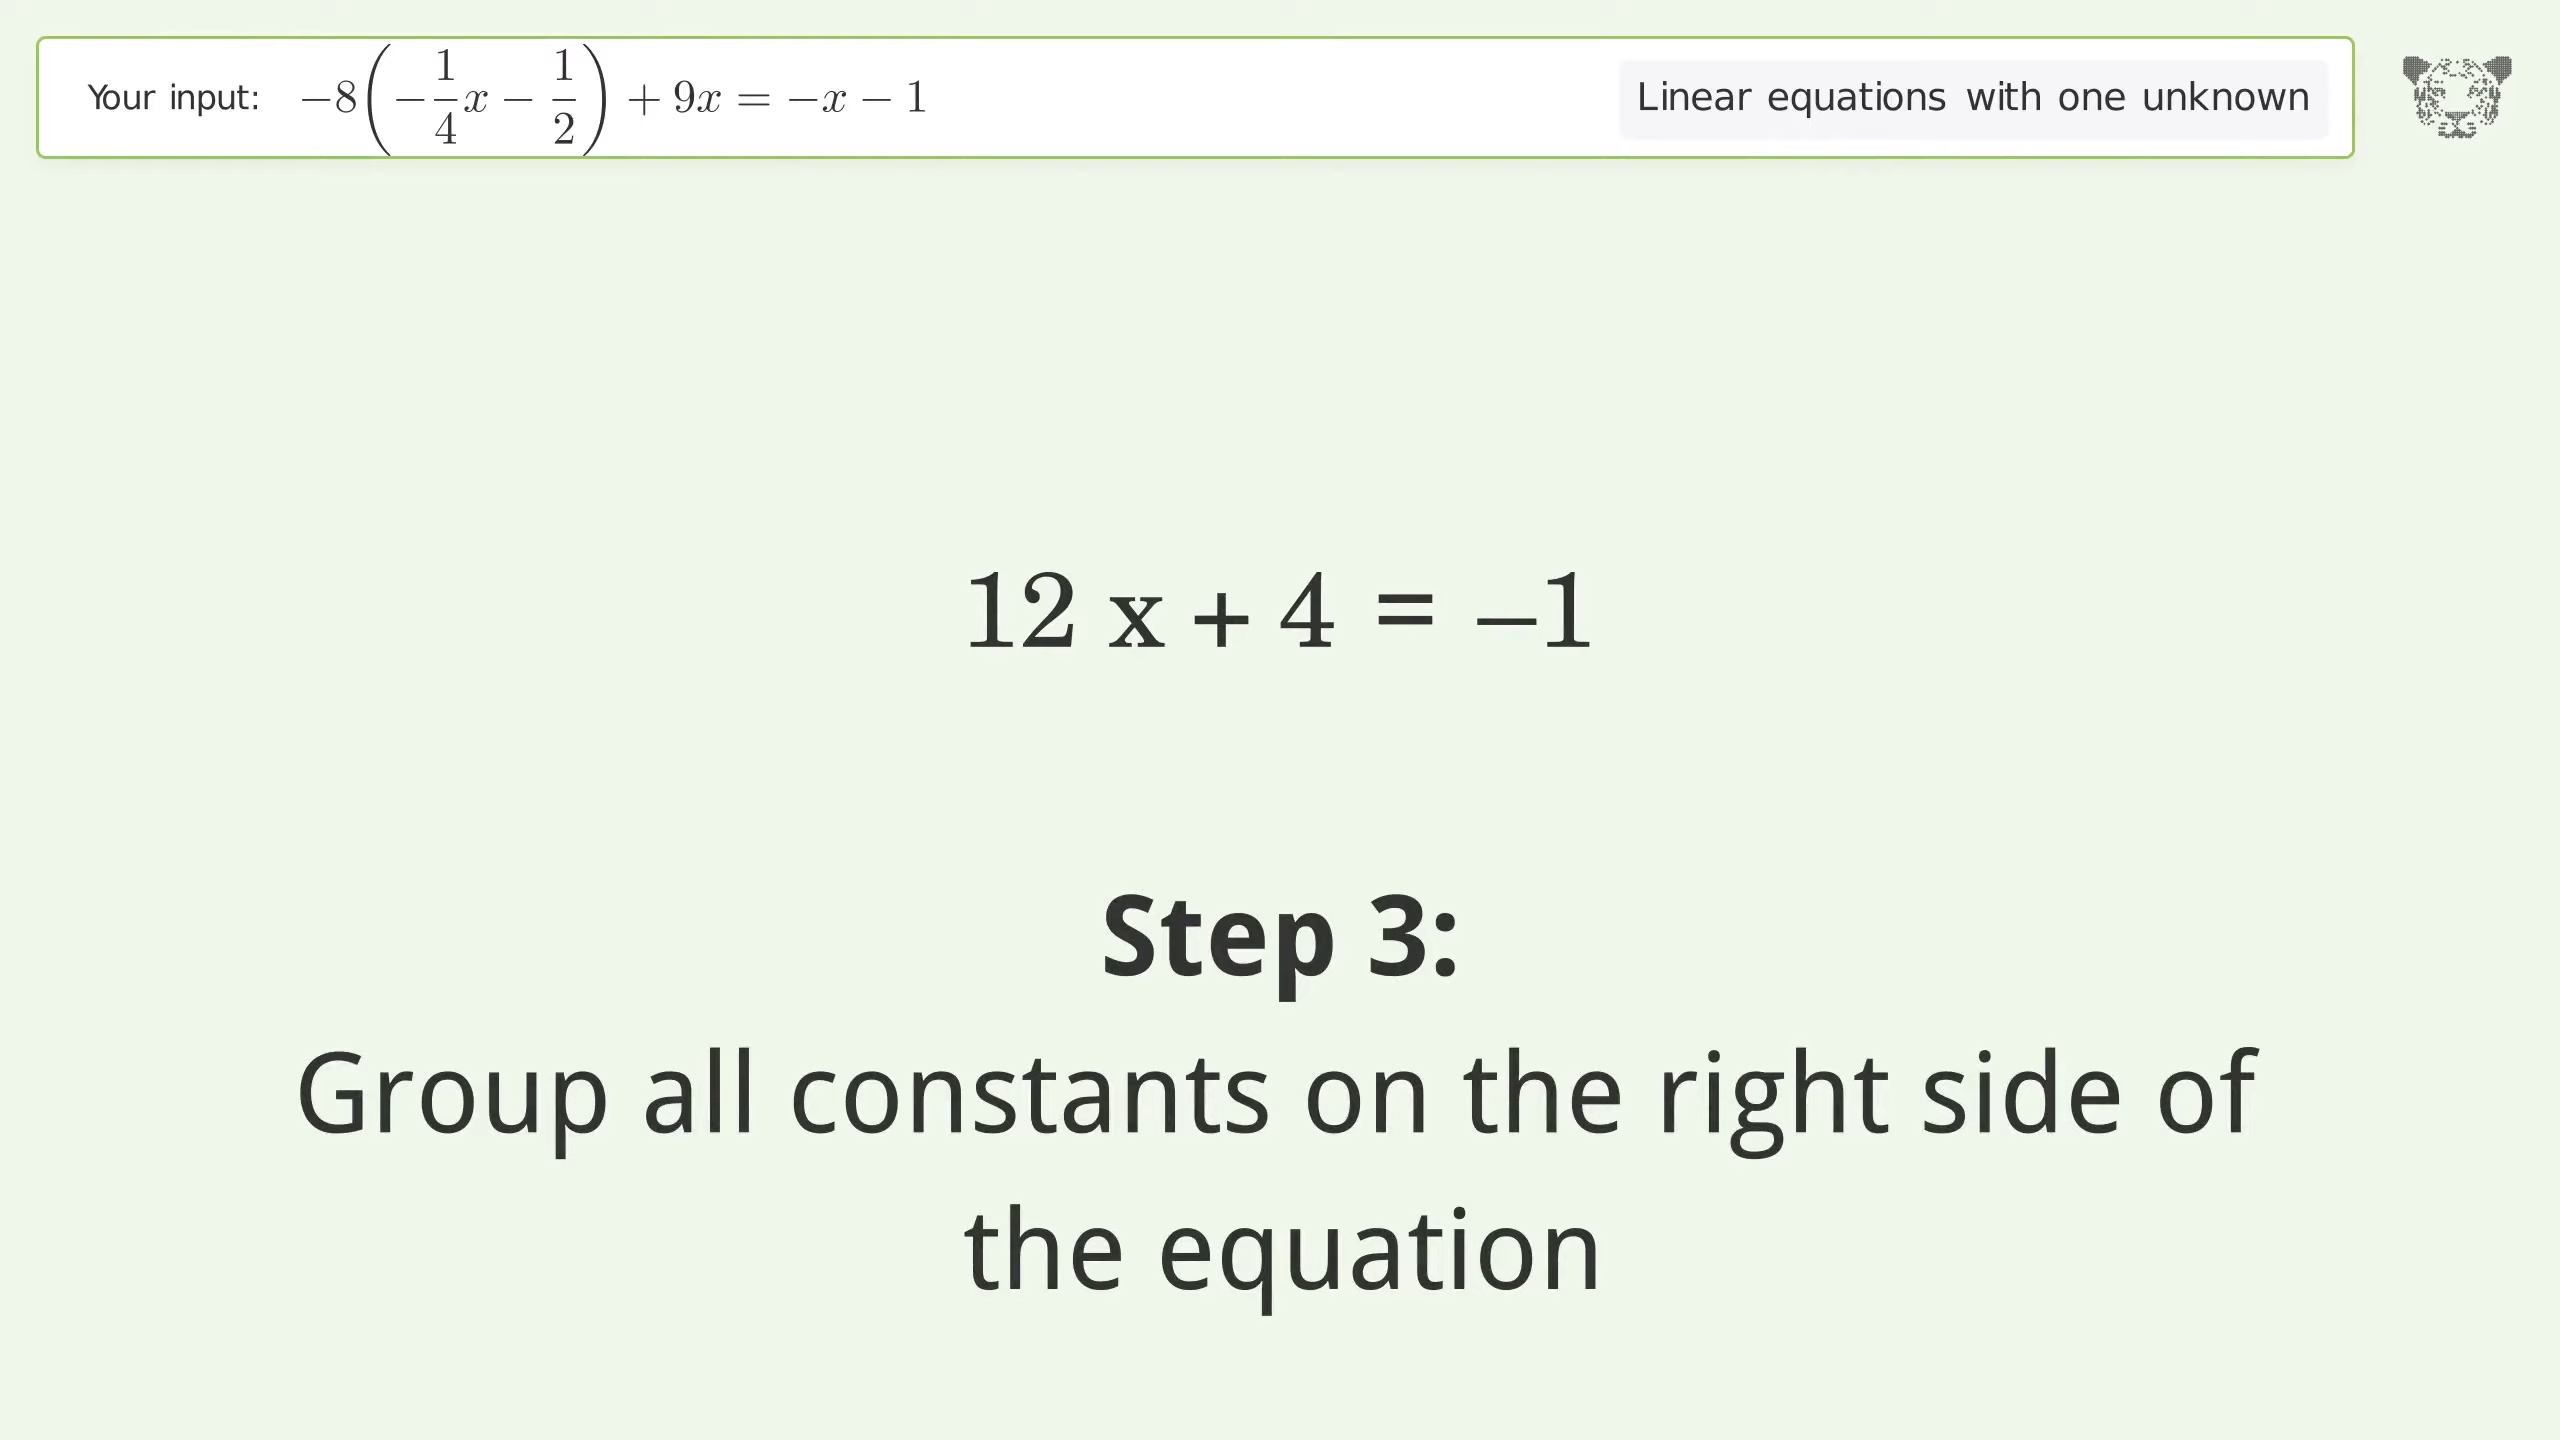 Your input: −8(−1/4x − 1/2) + 9x = −x − 1
Linear equations with one unknown
12 x + 4 = −1
Step 3:
Group all constants on the right side of
the equation